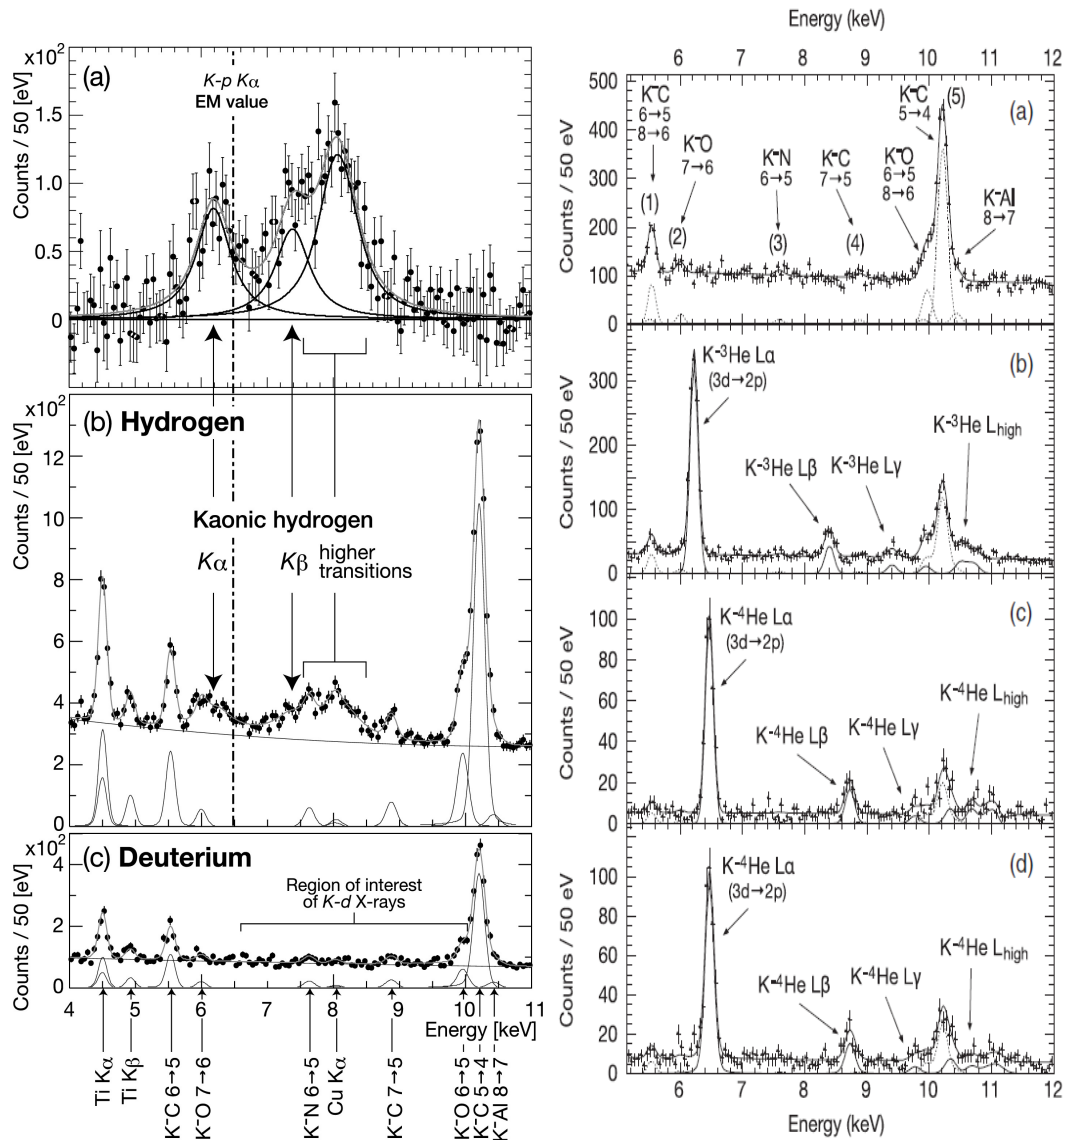 x10²
Counts / 50 [eV]
(a)
K-p Kα
EM value
1.5
1.0
0.5
0
x10²
Counts / 50 [eV]
(b) Hydrogen
12
10
8
6
4
2
0
Kaonic hydrogen
Kα
Kβ
higher
transitions
x10²
Counts / 50 [eV]
(c) Deuterium
4
2
0
Region of interest
of K-d X-rays
4 5 6 7 8 9 10 11
Energy [keV]
Ti Kα
Ti Kβ
K⁻C 6→5
K⁻O 7→6
K⁻N 6→5
Cu Kα
K⁻C 7→5
K⁻O 6→5
K⁻C 5→4
K⁻Al 8→7
Energy (keV)
6 7 8 9 10 11 12
Counts / 50 eV
500
400
300
200
100
0
(a)
K⁻C
6→5
8→6
(1)
K⁻O
7→6
(2)
K⁻N
6→5
(3)
K⁻C
7→5
(4)
K⁻O
6→5
8→6
K⁻C
5→4
(5)
K⁻Al
8→7
Counts / 50 eV
300
200
100
0
(b)
K⁻³He Lα
(3d→2p)
K⁻³He Lβ
K⁻³He Lγ
K⁻³He Lhigh
Counts / 50 eV
100
80
60
40
20
0
(c)
K⁻⁴He Lα
(3d→2p)
K⁻⁴He Lβ
K⁻⁴He Lγ
K⁻⁴He Lhigh
Counts / 50 eV
100
80
60
40
20
0
(d)
K⁻⁴He Lα
(3d→2p)
K⁻⁴He Lβ
K⁻⁴He Lγ
K⁻⁴He Lhigh
6 7 8 9 10 11 12
Energy (keV)